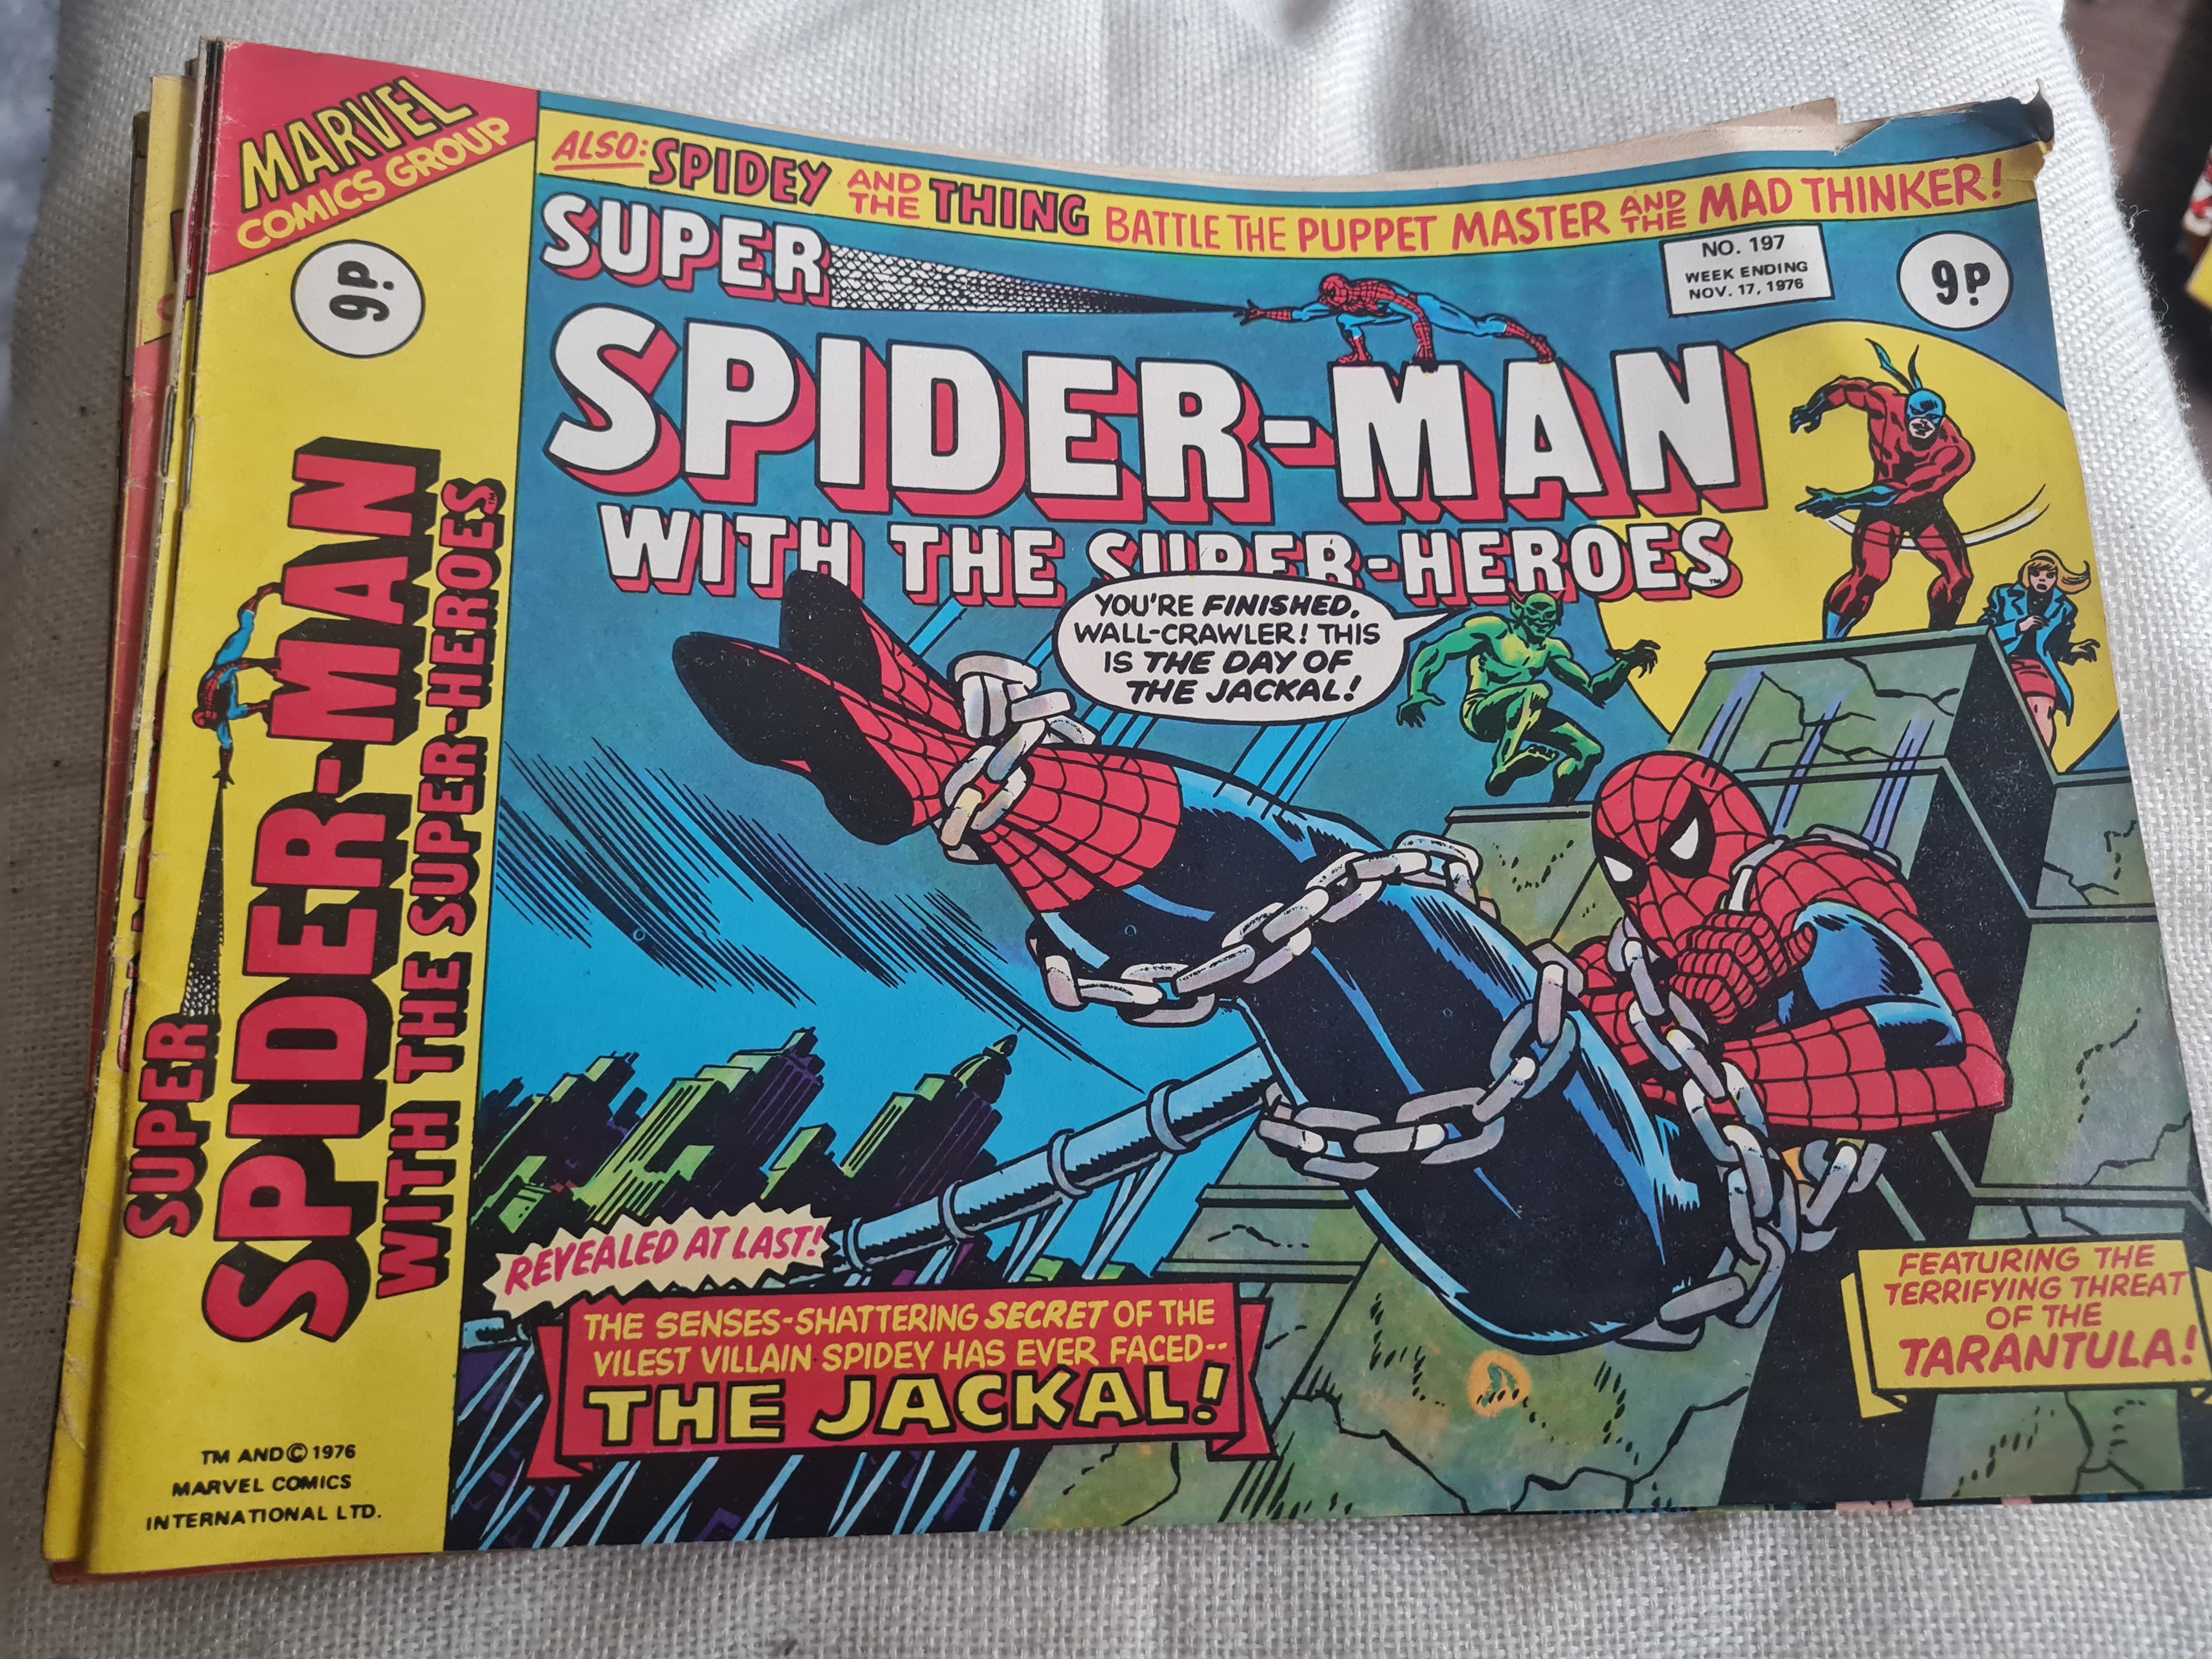 MARVEL
COMICS GROUP
9P
SUPER
SPIDER-MAN
WITH THE SUPER-HEROES™
TM AND © 1976
MARVEL COMICS
INTERNATIONAL LTD.
ALSO: SPIDEY AND THE THING BATTLE THE PUPPET MASTER AND THE MAD THINKER!
SUPER
NO. 197
WEEK ENDING
NOV. 17, 1976
9P
SPIDER-MAN
WITH THE SUPER-HEROES™
YOU'RE FINISHED,
WALL-CRAWLER! THIS
IS THE DAY OF
THE JACKAL!
REVEALED AT LAST!
THE SENSES-SHATTERING SECRET OF THE
VILEST VILLAIN SPIDEY HAS EVER FACED--
THE JACKAL!
FEATURING THE
TERRIFYING THREAT
OF THE
TARANTULA!